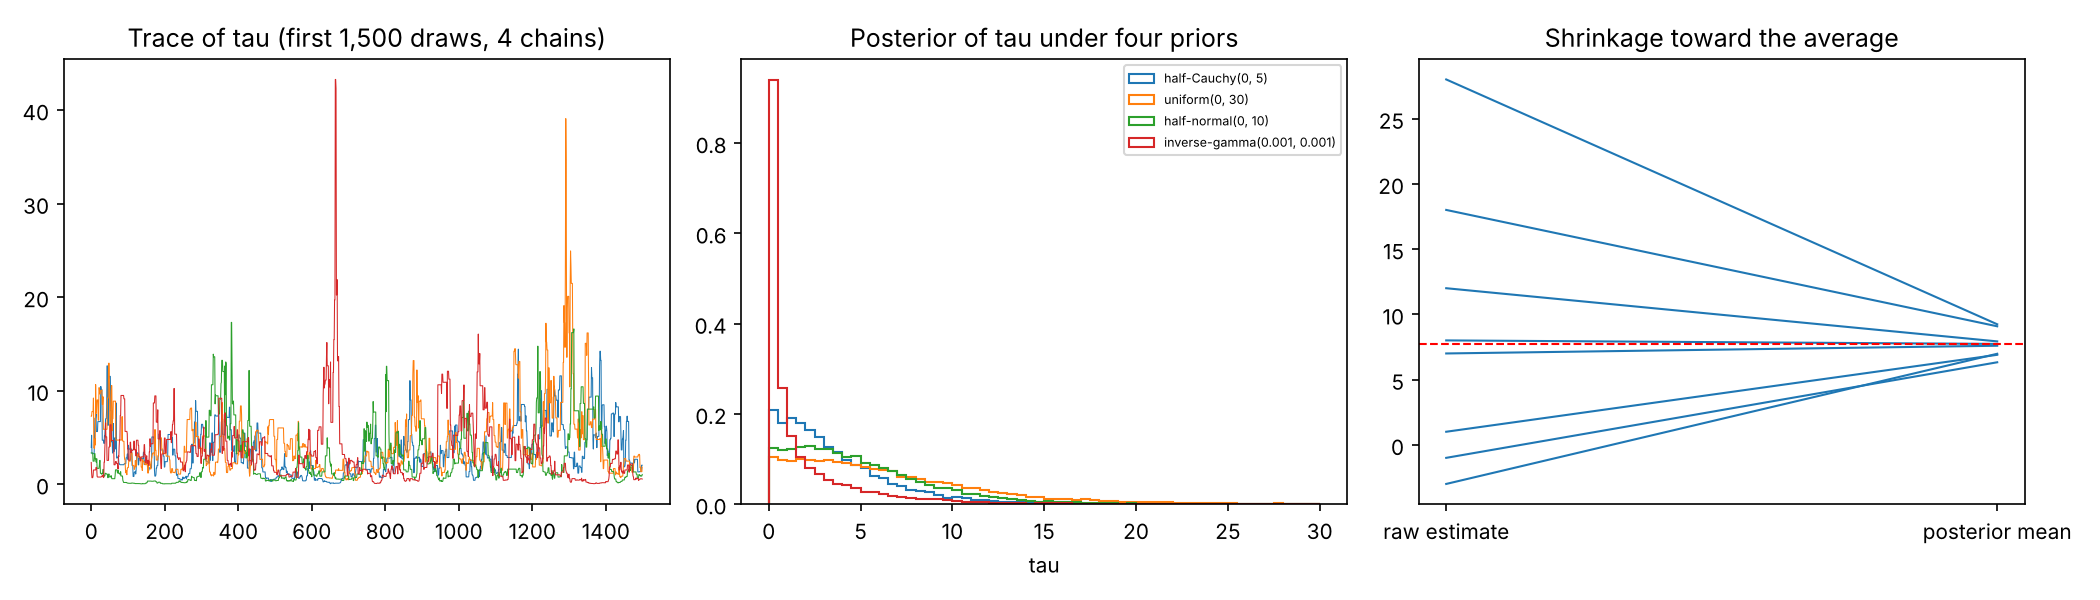 Trace of tau (first 1,500 draws, 4 chains)
40
30
20
10
0
0 200 400 600 800 1000 1200 1400
Posterior of tau under four priors
half-Cauchy(0, 5)
uniform(0, 30)
half-normal(0, 10)
inverse-gamma(0.001, 0.001)
0.8
0.6
0.4
0.2
0.0
0 5 10 15 20 25 30
tau
Shrinkage toward the average
25
20
15
10
5
0
raw estimate posterior mean